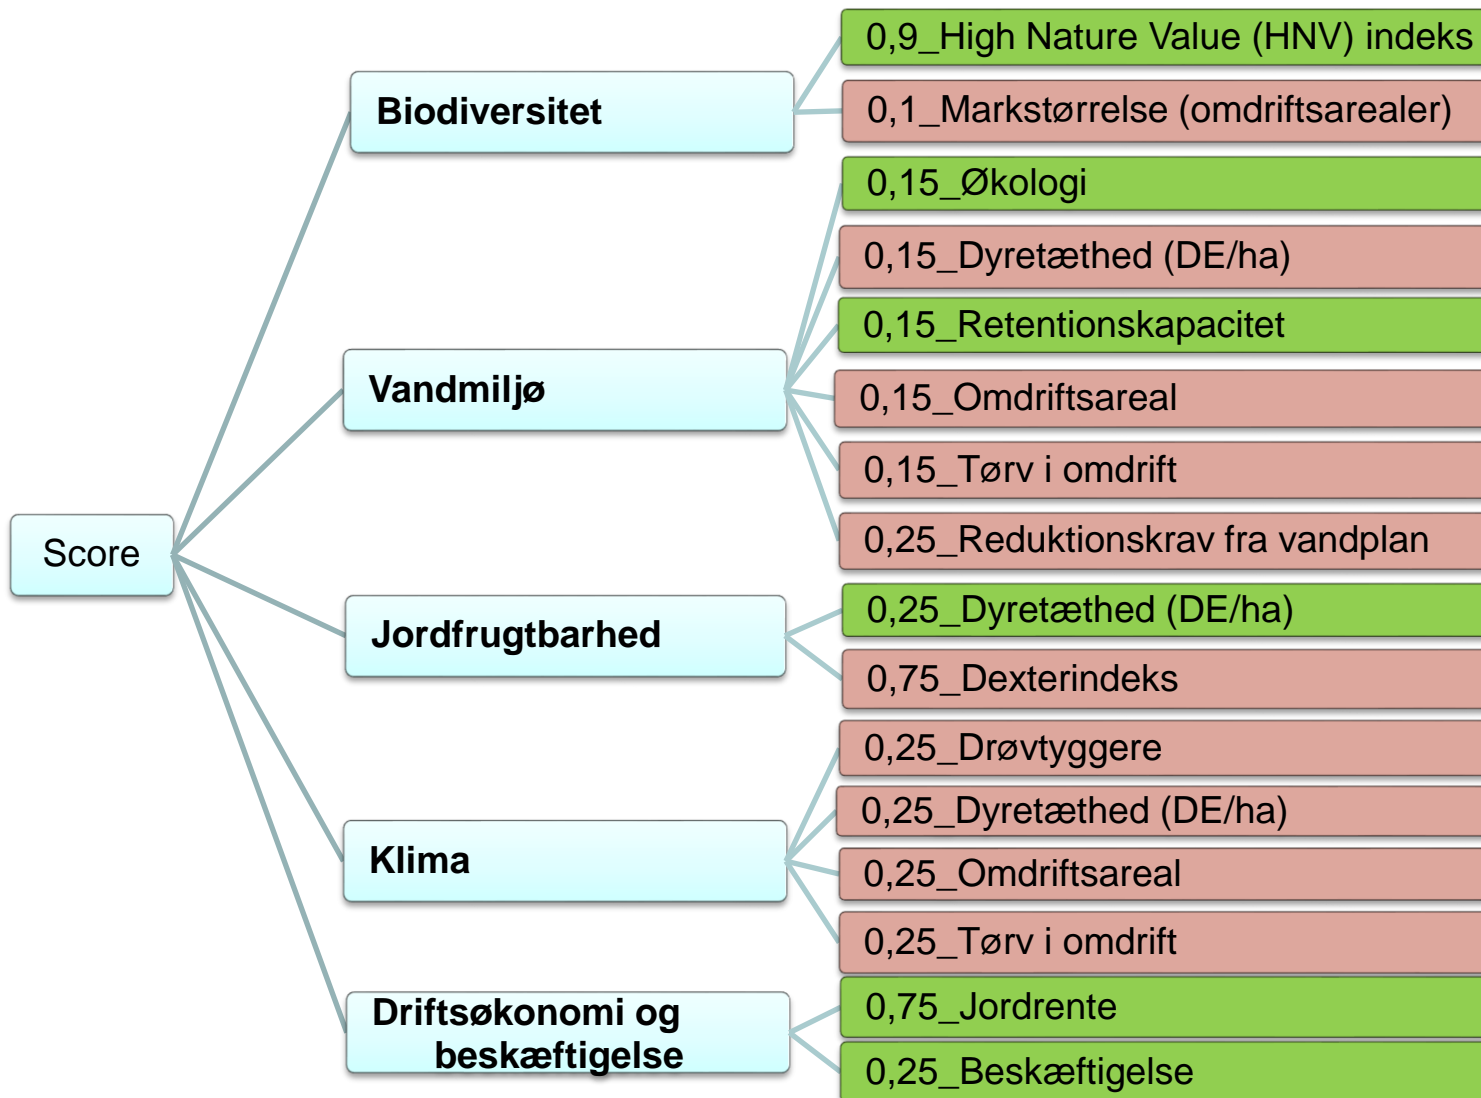 Score
Biodiversitet
0,9_High Nature Value (HNV) indeks
0,1_Markstørrelse (omdriftsarealer)
Vandmiljø
0,15_Økologi
0,15_Dyretæthed (DE/ha)
0,15_Retentionskapacitet
0,15_Omdriftsareal
0,15_Tørv i omdrift
0,25_Reduktionskrav fra vandplan
Jordfrugtbarhed
0,25_Dyretæthed (DE/ha)
0,75_Dexterindeks
Klima
0,25_Drøvtyggere
0,25_Dyretæthed (DE/ha)
0,25_Omdriftsareal
0,25_Tørv i omdrift
Driftsøkonomi og
beskæftigelse
0,75_Jordrente
0,25_Beskæftigelse